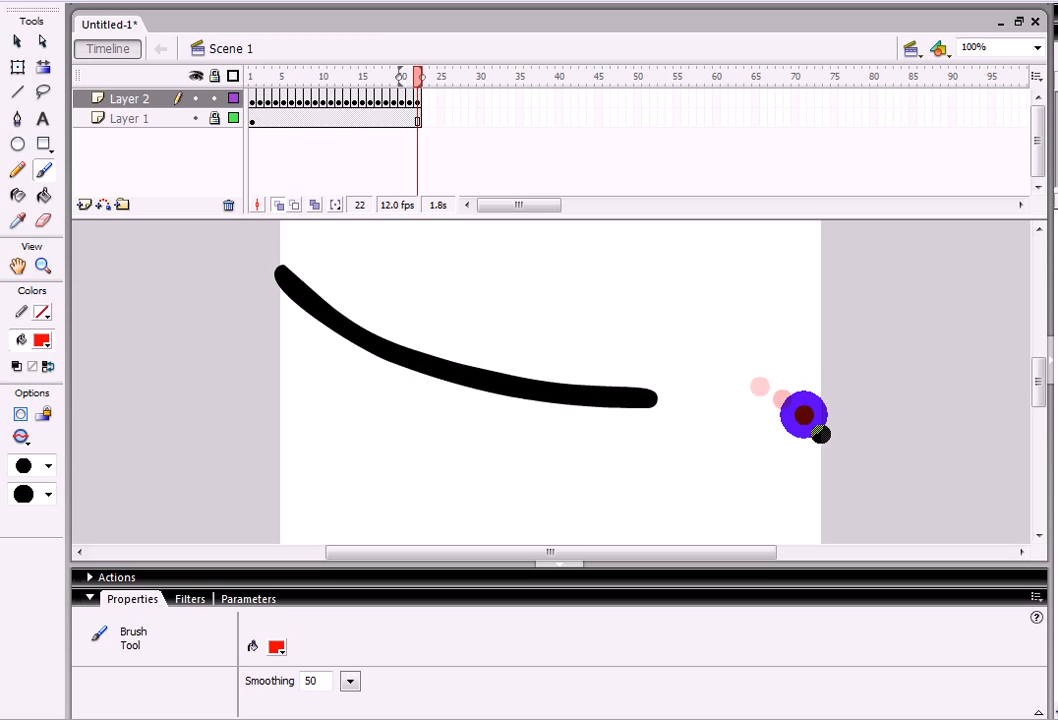 Tools
Untitled-1*
Timeline
Scene 1
100%
1 5 10 15 20 25 30 35 40 45 50 55 60 65 70 75 80 85 90 95
Layer 2
Layer 1
22 12.0 fps 1.8s
A
View
Colors
Options
Actions
Properties Filters Parameters
Brush
Tool
Smoothing 50